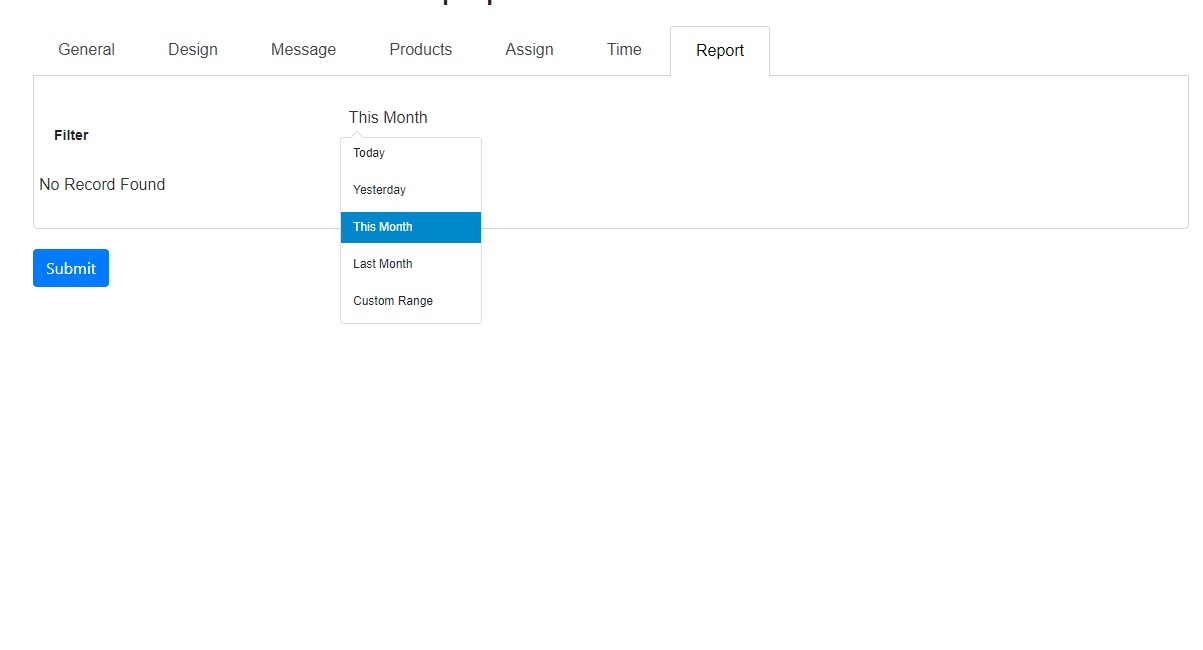 General Design Message Products Assign Time Report
This Month
Filter
Today
No Record Found
Yesterday
This Month
Last Month
Custom Range
Submit